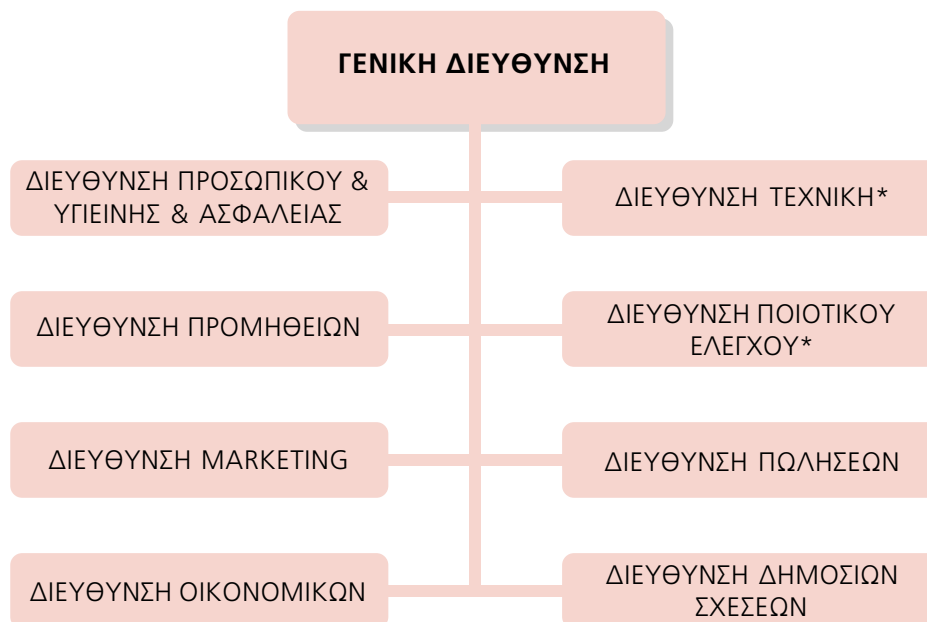 ΓΕΝΙΚΗ ΔΙΕΥΘΥΝΣΗ
ΔΙΕΥΘΥΝΣΗ ΠΡΟΣΩΠΙΚΟΥ &
ΥΓΙΕΙΝΗΣ & ΑΣΦΑΛΕΙΑΣ
ΔΙΕΥΘΥΝΣΗ ΤΕΧΝΙΚΗ*
ΔΙΕΥΘΥΝΣΗ ΠΡΟΜΗΘΕΙΩΝ
ΔΙΕΥΘΥΝΣΗ ΠΟΙΟΤΙΚΟΥ
ΕΛΕΓΧΟΥ*
ΔΙΕΥΘΥΝΣΗ MARKETING
ΔΙΕΥΘΥΝΣΗ ΠΩΛΗΣΕΩΝ
ΔΙΕΥΘΥΝΣΗ ΟΙΚΟΝΟΜΙΚΩΝ
ΔΙΕΥΘΥΝΣΗ ΔΗΜΟΣΙΩΝ
ΣΧΕΣΕΩΝ